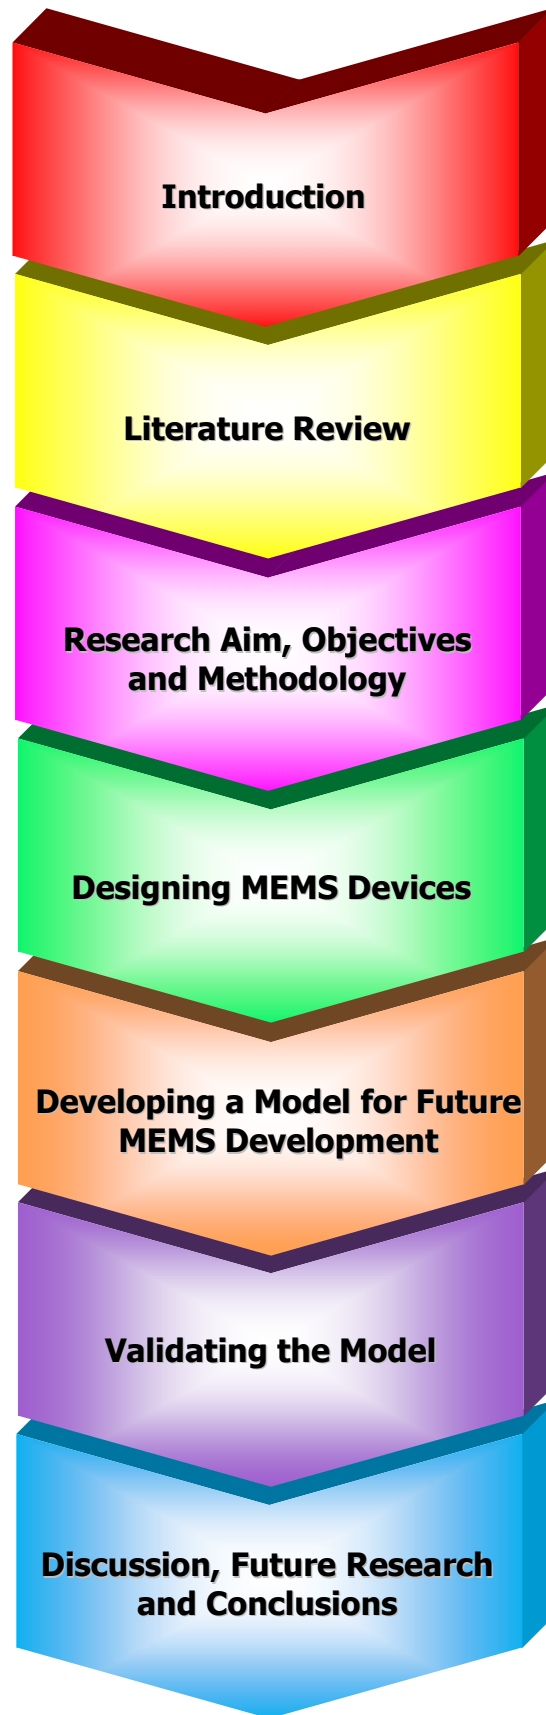 Introduction
Literature Review
Research Aim, Objectives
and Methodology
Designing MEMS Devices
Developing a Model for Future
MEMS Development
Validating the Model
Discussion, Future Research
and Conclusions